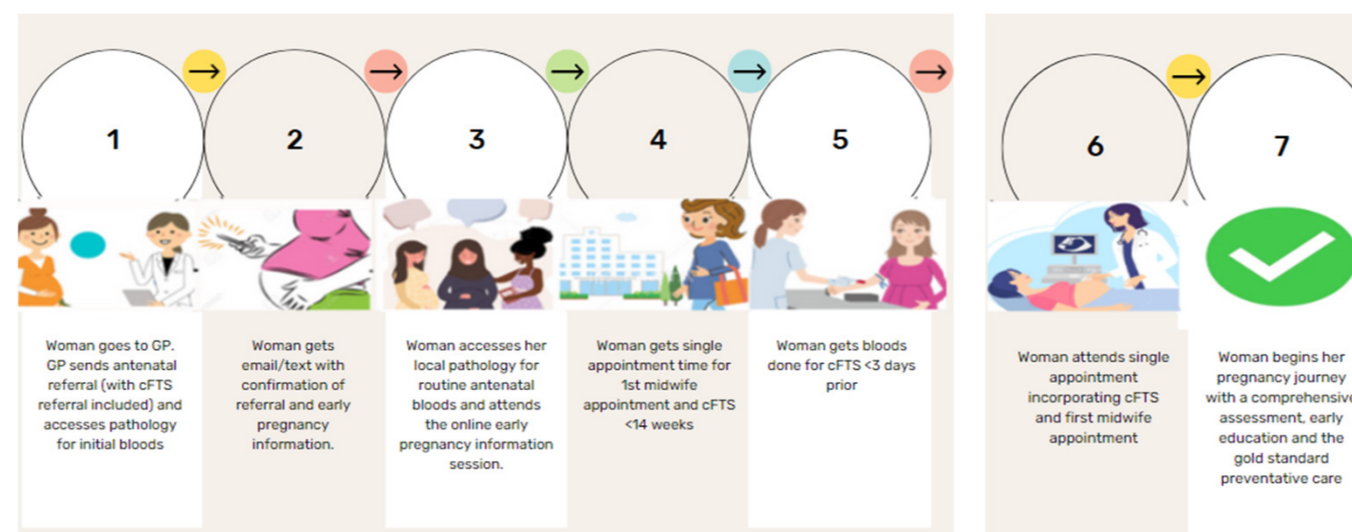 1
Woman goes to GP.
GP sends antenatal
referral (with cFTS
referral included) and
accesses pathology
for initial bloods
2
Woman gets
email/text with
confirmation of
referral and early
pregnancy
information.
3
Woman accesses her
local pathology for
routine antenatal
bloods and attends
the online early
pregnancy information
session.
4
Woman gets single
appointment time for
1st midwife
appointment and cFTS
<14 weeks
5
Woman gets bloods
done for cFTS <3 days
prior
6
Woman attends single
appointment
incorporating cFTS
and first midwife
appointment
7
Woman begins her
pregnancy journey
with a comprehensive
assessment, early
education and the
gold standard
preventative care